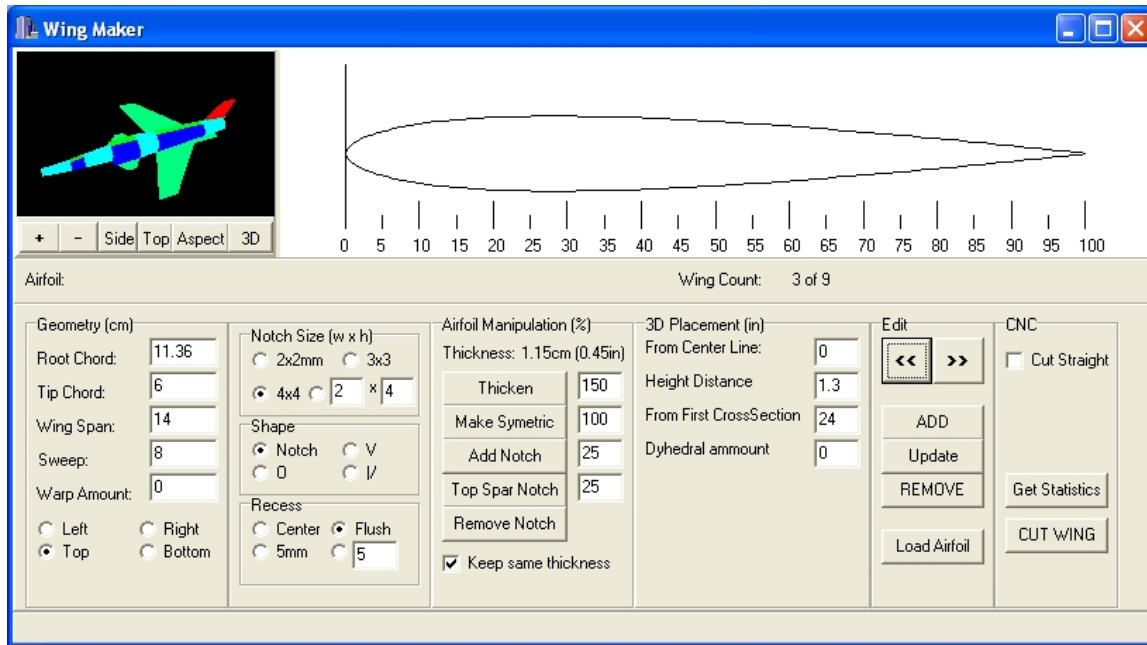 Wing Maker
+ - Side Top Aspect 3D
0 5 10 15 20 25 30 35 40 45 50 55 60 65 70 75 80 85 90 95 100
Airfoil:
Wing Count: 3 of 9
Geometry (cm)
Root Chord: 11.36
Tip Chord: 6
Wing Span: 14
Sweep: 8
Warp Amount: 0
Left Right
Top Bottom
Notch Size (w x h)
2x2mm 3x3
4x4 2 x 4
Shape
Notch V
O |/
Recess
Center Flush
5mm 5
Airfoil Manipulation (%)
Thickness: 1.15cm (0.45in)
Thicken 150
Make Symetric 100
Add Notch 25
Top Spar Notch 25
Remove Notch
Keep same thickness
3D Placement (in)
From Center Line: 0
Height Distance 1.3
From First CrossSection 24
Dyhedral ammount 0
Edit
<< >>
ADD
Update
REMOVE
Load Airfoil
CNC
Cut Straight
Get Statistics
CUT WING